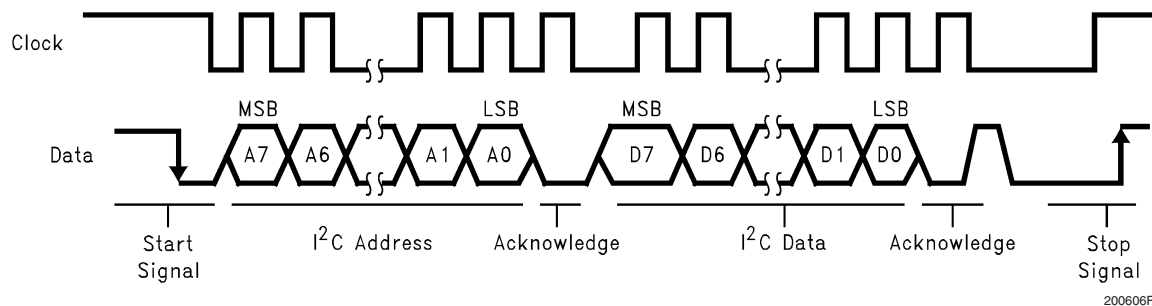 Clock
MSB LSB MSB LSB
Data A7 A6 A1 A0 D7 D6 D1 D0
Start Signal
I²C Address
Acknowledge
I²C Data
Acknowledge
Stop Signal